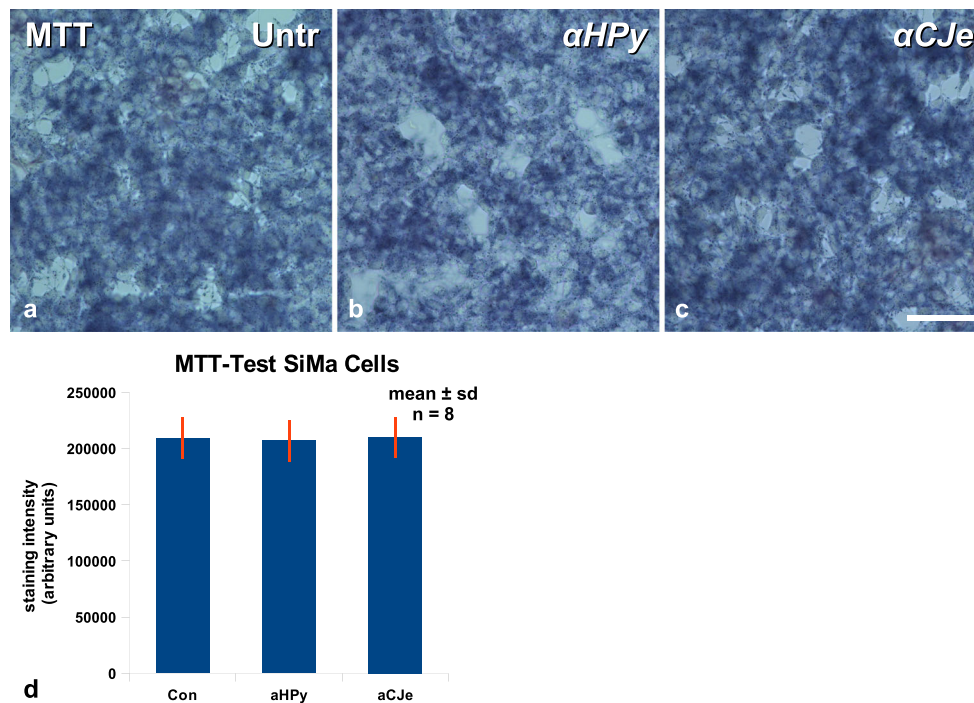 MTT Untr
αHPy
αCJe
a
b
c
MTT-Test SiMa Cells
mean ± sd
n = 8
staining intensity
(arbitrary units)
250000
200000
150000
100000
50000
0
Con aHPy aCJe
d